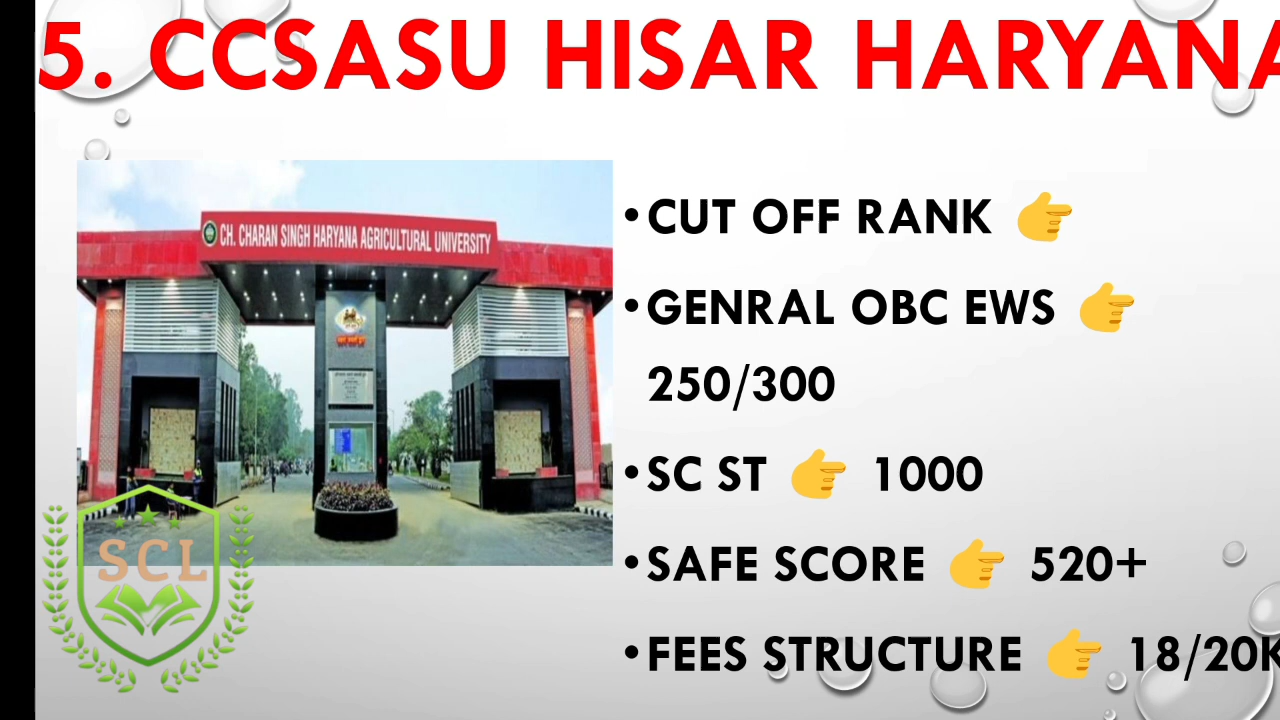 5. CCSASU HISAR HARYANA
CH. CHARAN SINGH HARYANA AGRICULTURAL UNIVERSITY
•CUT OFF RANK 👉
•GENRAL OBC EWS 👉
250/300
•SC ST 👉 1000
•SAFE SCORE 👉 520+
•FEES STRUCTURE 👉 18/20K
SCL